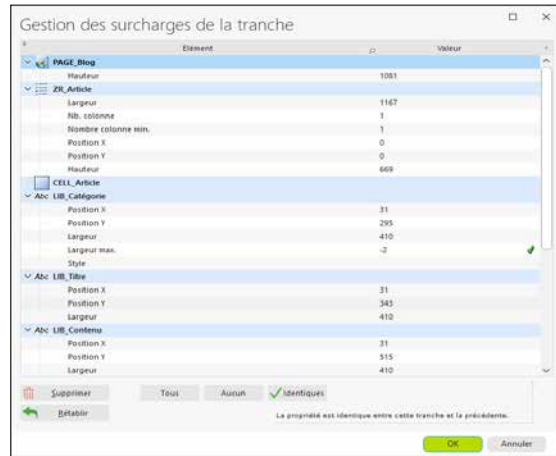 Gestion des surcharges de la tranche
Elément Valeur
PAGE_Blog
Hauteur 1081
ZR_Article
Largeur 1167
Nb. colonne 1
Nombre colonne min. 1
Position X 0
Position Y 0
Hauteur 669
CELL_Article
Abc LIB_Catégorie
Position X 31
Position Y 295
Largeur 410
Largeur max. -2
Style
Abc LIB_Titre
Position X 31
Position Y 343
Largeur 410
Abc LIB_Contenu
Position X 31
Position Y 515
Largeur 410
Supprimer Tous Aucun Identiques
Rétablir La propriété est identique entre cette tranche et la précédente.
OK Annuler